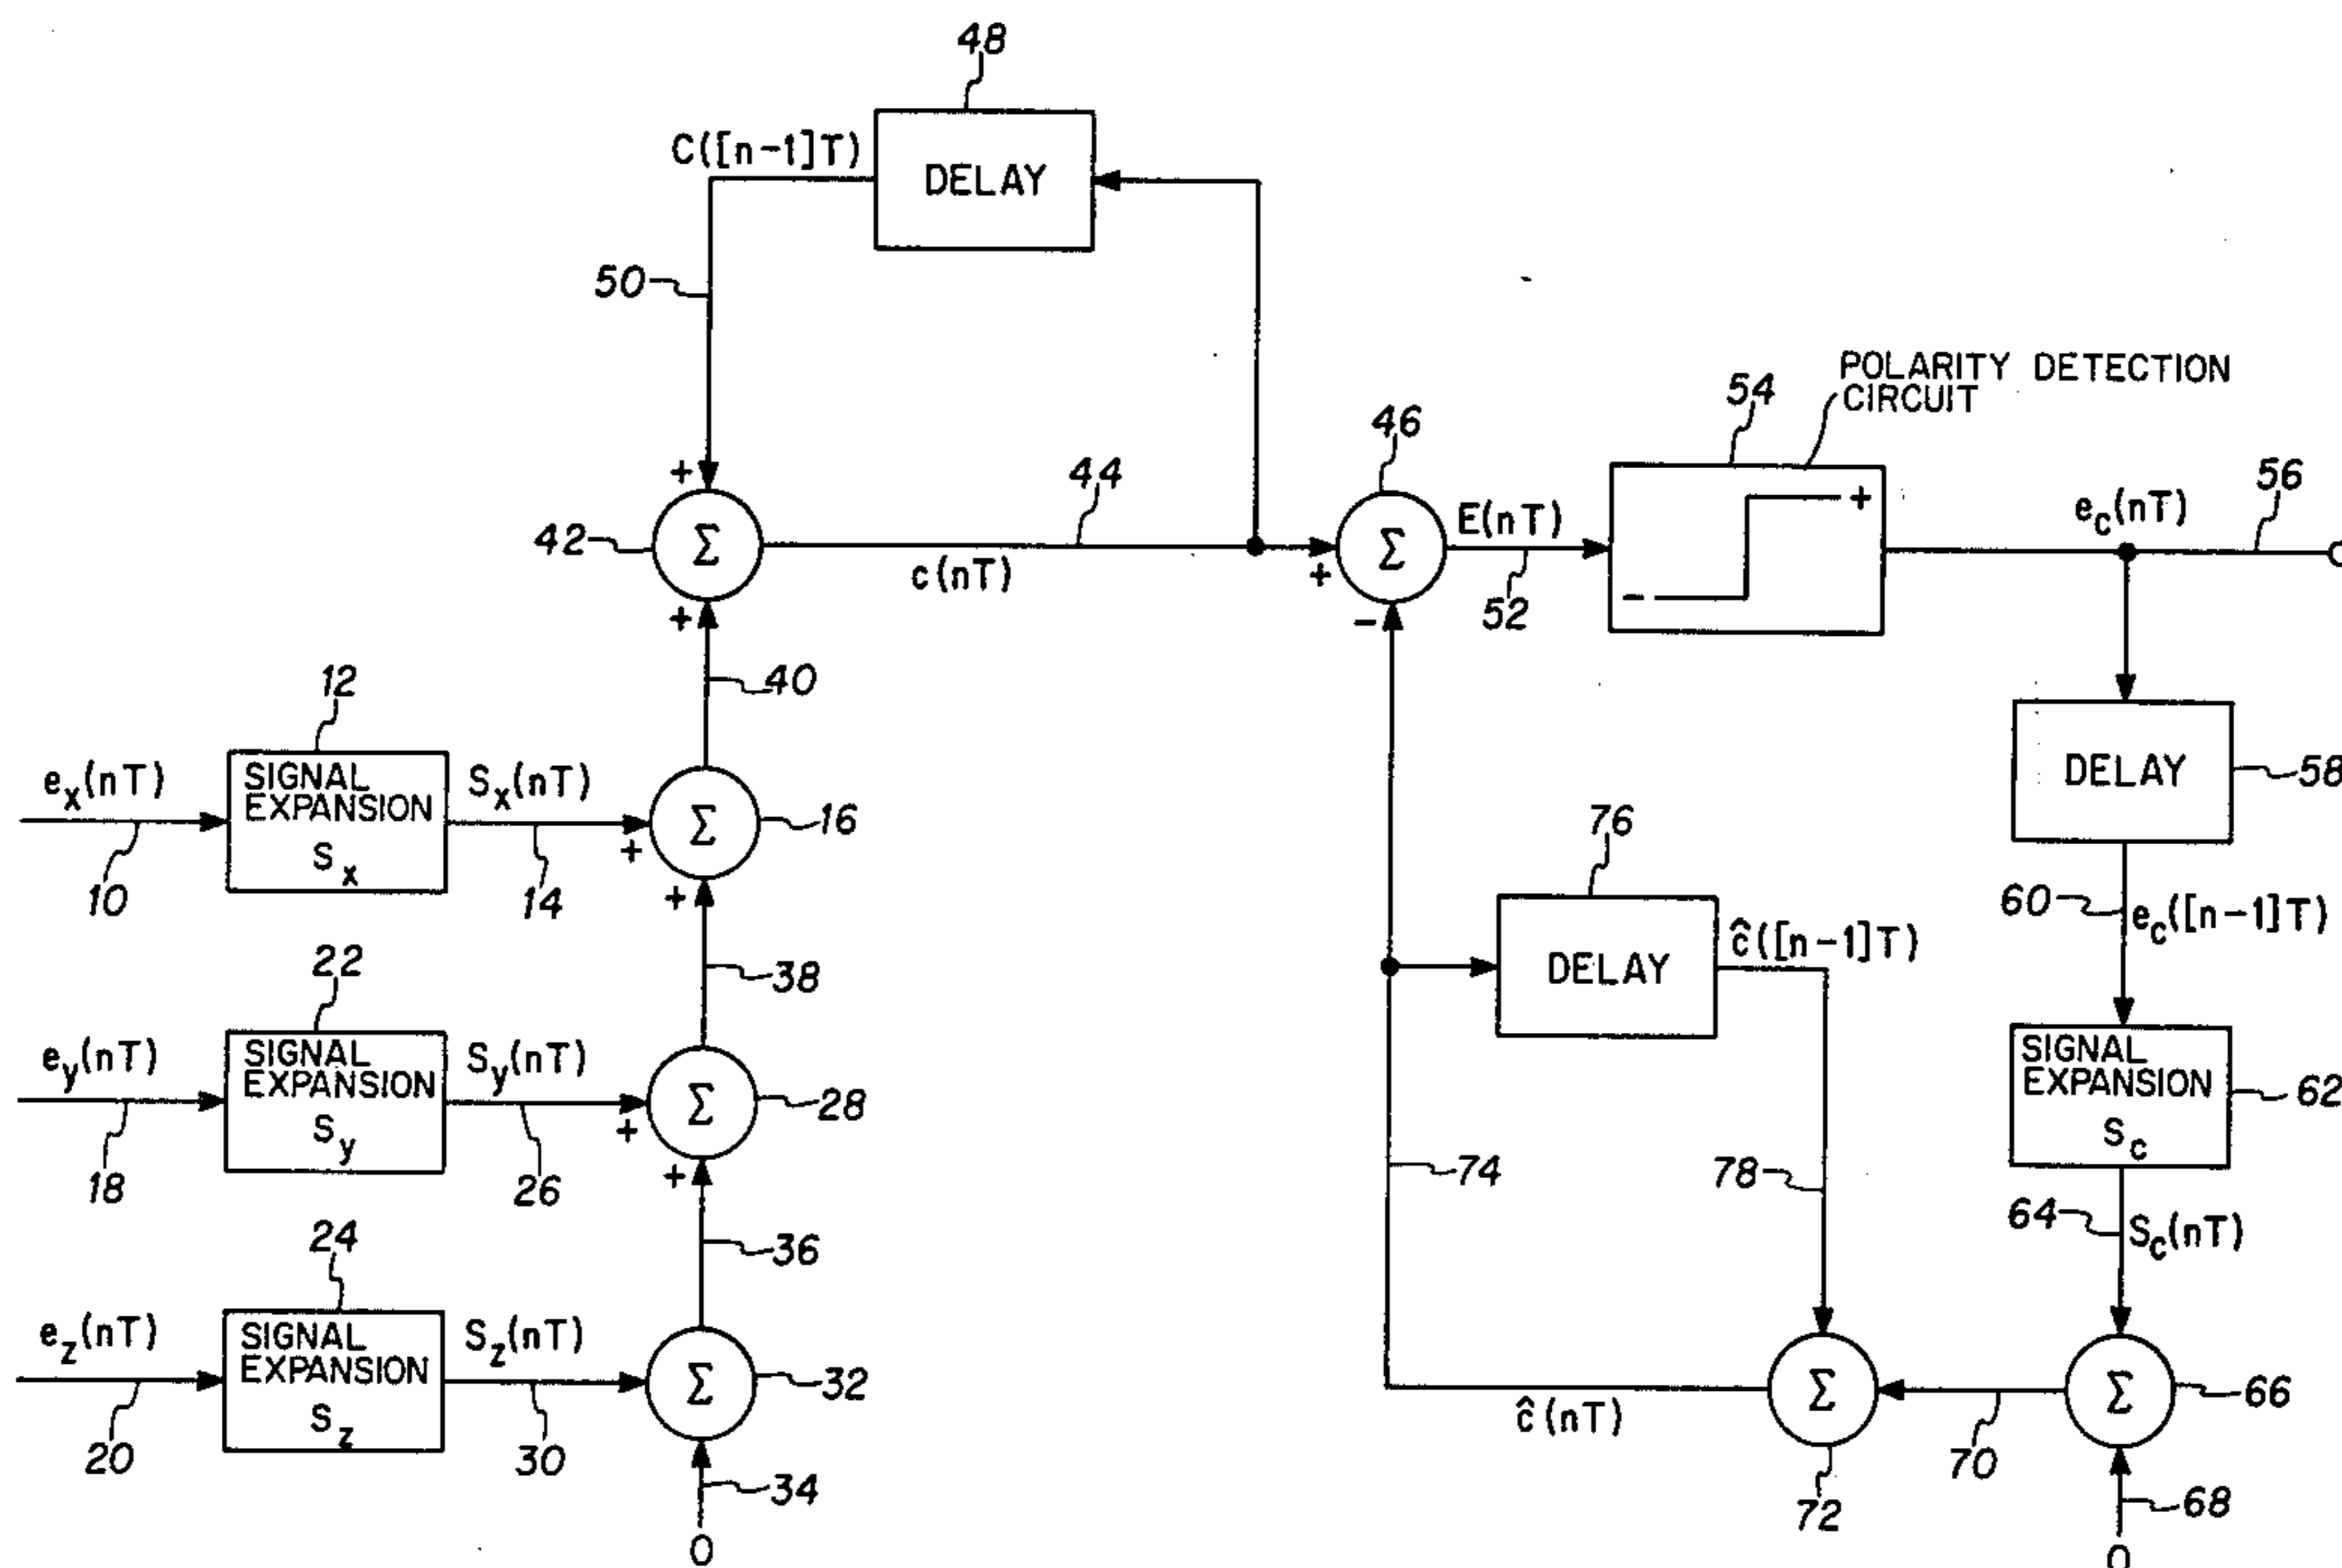 48
C([n-1]T)
DELAY
50
POLARITY DETECTION
CIRCUIT
54
46
44
56
+
42
Σ
c(nT)
+
Σ
E(nT)
+
-
e_c(nT)
+
-
52
40
12
e_x(nT)
SIGNAL
EXPANSION
S_x
S_x(nT)
Σ
16
+
+
10
14
DELAY
58
76
60
e_c([n-1]T)
DELAY
ĉ([n-1]T)
22
38
e_y(nT)
SIGNAL
EXPANSION
S_y
S_y(nT)
Σ
28
+
+
18
26
SIGNAL
EXPANSION
S_c
62
74
78
64
S_c(nT)
24
36
e_z(nT)
SIGNAL
EXPANSION
S_z
S_z(nT)
Σ
32
20
30
34
0
ĉ(nT)
Σ
72
70
Σ
66
68
0